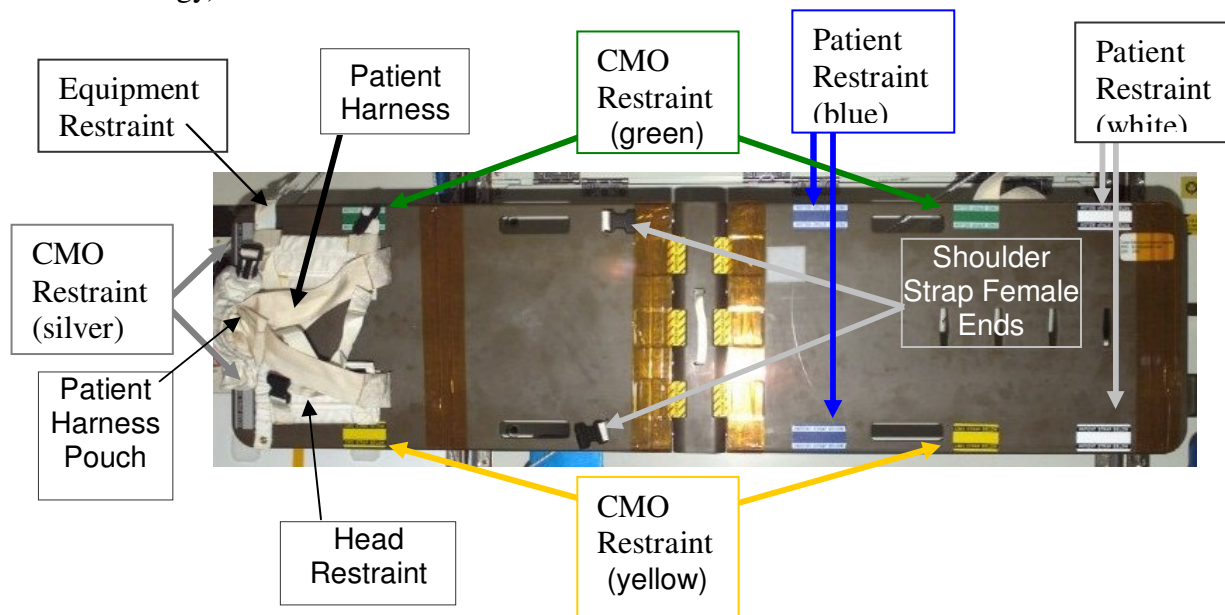 Equipment
Restraint
Patient
Harness
CMO
Restraint
(green)
Patient
Restraint
(blue)
Patient
Restraint
(white)
CMO
Restraint
(silver)
Shoulder
Strap Female
Ends
Patient
Harness
Pouch
Head
Restraint
CMO
Restraint
(yellow)